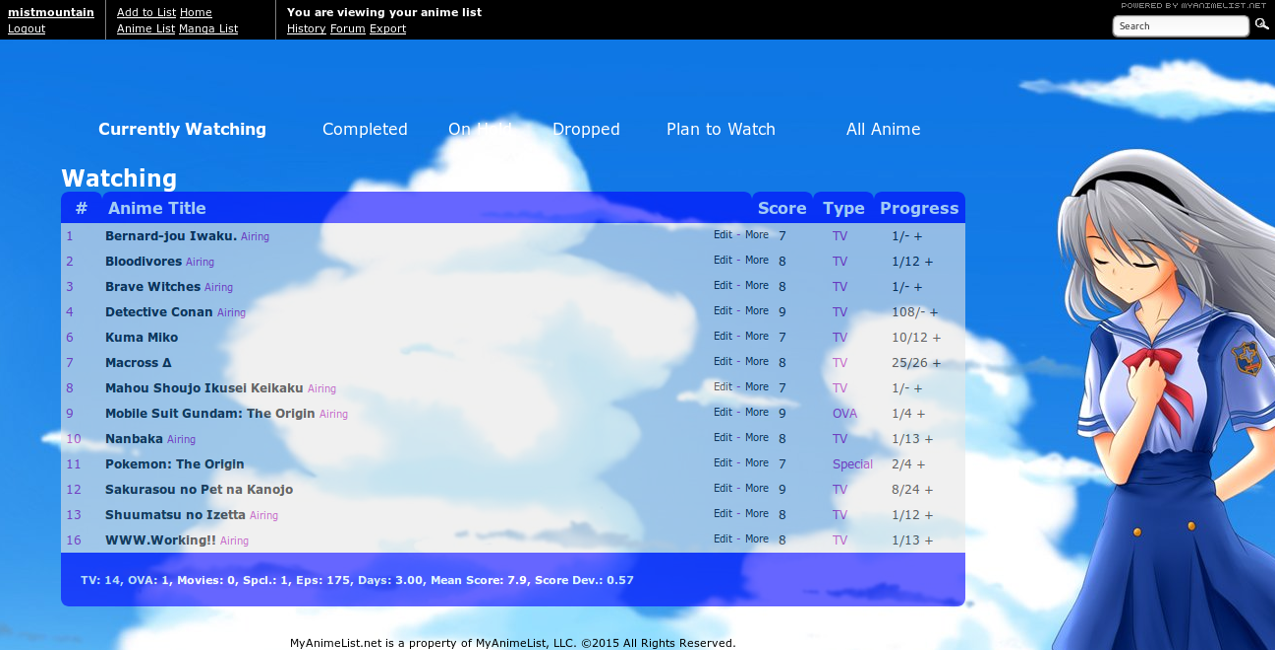 mistmountain Add to List Home You are viewing your anime list POWERED BY MYANIMELIST.NET
Logout Anime List Manga List History Forum Export Search
Currently Watching Completed On Hold Dropped Plan to Watch All Anime
Watching
# Anime Title Score Type Progress
1 Bernard-jou Iwaku. Airing Edit - More 7 TV 1/- +
2 Bloodivores Airing Edit - More 8 TV 1/12 +
3 Brave Witches Airing Edit - More 8 TV 1/- +
4 Detective Conan Airing Edit - More 9 TV 108/- +
6 Kuma Miko Edit - More 7 TV 10/12 +
7 Macross Δ Edit - More 8 TV 25/26 +
8 Mahou Shoujo Ikusei Keikaku Airing Edit - More 7 TV 1/- +
9 Mobile Suit Gundam: The Origin Airing Edit - More 9 OVA 1/4 +
10 Nanbaka Airing Edit - More 8 TV 1/13 +
11 Pokemon: The Origin Edit - More 7 Special 2/4 +
12 Sakurasou no Pet na Kanojo Edit - More 9 TV 8/24 +
13 Shuumatsu no Izetta Airing Edit - More 8 TV 1/12 +
16 WWW.Working!! Airing Edit - More 8 TV 1/13 +
TV: 14, OVA: 1, Movies: 0, Spcl.: 1, Eps: 175, Days: 3.00, Mean Score: 7.9, Score Dev.: 0.57
MyAnimeList.net is a property of MyAnimeList, LLC. ©2015 All Rights Reserved.